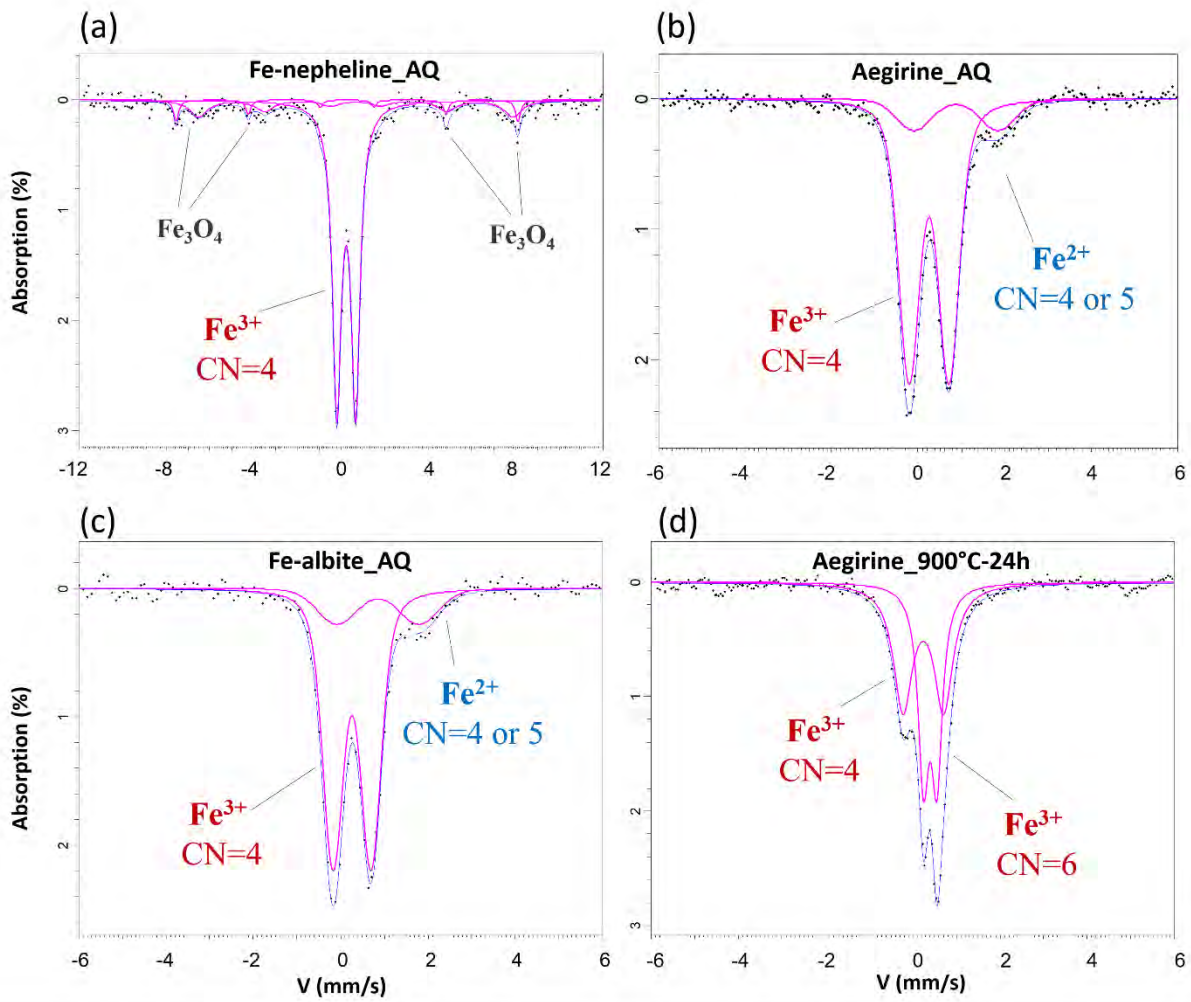 (a)
Fe-nepheline_AQ
Absorption (%)
0
1
2
3
Fe₃O₄
Fe₃O₄
Fe³⁺
CN=4
-12 -8 -4 0 4 8 12
(b)
Aegirine_AQ
0
1
2
Fe³⁺
CN=4
Fe²⁺
CN=4 or 5
-6 -4 -2 0 2 4 6
(c)
Fe-albite_AQ
Absorption (%)
0
1
2
Fe³⁺
CN=4
Fe²⁺
CN=4 or 5
-6 -4 -2 0 2 4 6
V (mm/s)
(d)
Aegirine_900°C-24h
0
1
2
3
Fe³⁺
CN=4
Fe³⁺
CN=6
-6 -4 -2 0 2 4 6
V (mm/s)